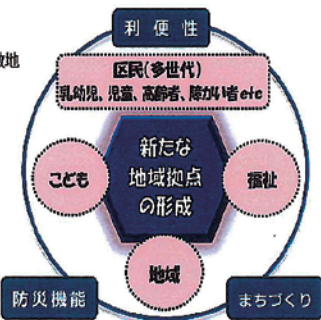 利便性
敷地
区民(多世代)
乳幼児、児童、高齢者、障がい者etc
新たな
地域拠点
の形成
こども
福祉
地域
防災機能
まちづくり